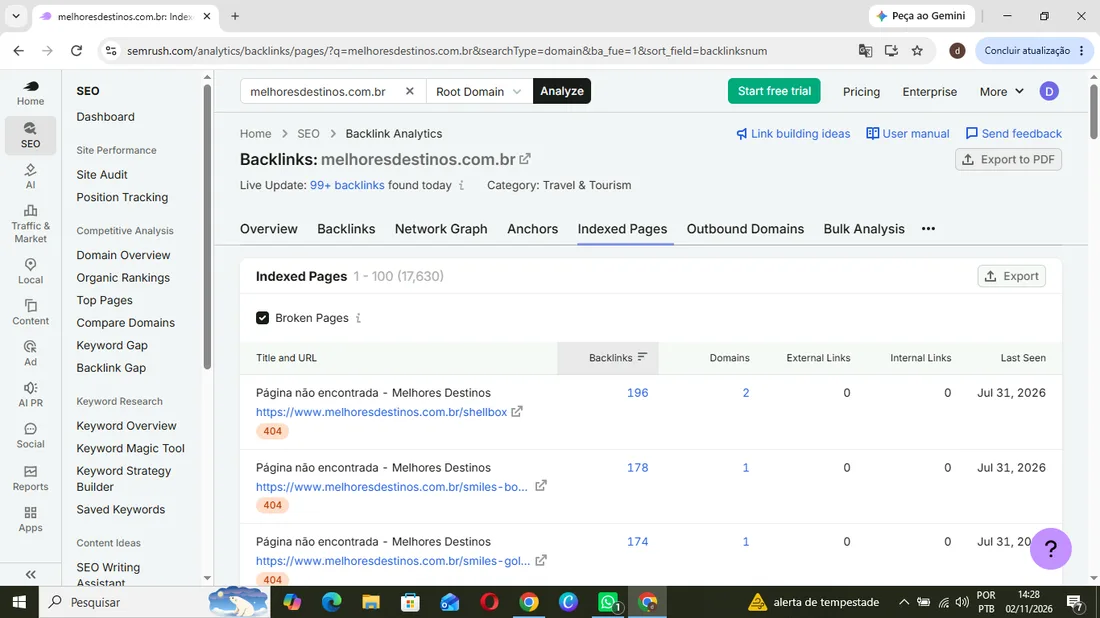 melhoresdestinos.com.br: Index
Peça ao Gemini
semrush.com/analytics/backlinks/pages/?q=melhoresdestinos.com.br&searchType=domain&ba_fue=1&sort_field=backlinksnum
d
Concluir atualização
Home
SEO
AI
Traffic &
Market
Local
Content
Ad
AI PR
Social
Reports
Apps
SEO
Dashboard
Site Performance
Site Audit
Position Tracking
Competitive Analysis
Domain Overview
Organic Rankings
Top Pages
Compare Domains
Keyword Gap
Backlink Gap
Keyword Research
Keyword Overview
Keyword Magic Tool
Keyword Strategy
Builder
Saved Keywords
Content Ideas
SEO Writing
Assistant
melhoresdestinos.com.br
Root Domain
Analyze
Start free trial
Pricing
Enterprise
More
D
Home > SEO > Backlink Analytics
Link building ideas
User manual
Send feedback
Backlinks: melhoresdestinos.com.br
Export to PDF
Live Update: 99+ backlinks found today i Category: Travel & Tourism
Overview Backlinks Network Graph Anchors Indexed Pages Outbound Domains Bulk Analysis •••
Indexed Pages 1 - 100 (17,630)
Export
Broken Pages i
Title and URL Backlinks Domains External Links Internal Links Last Seen
Página não encontrada - Melhores Destinos 196 2 0 0 Jul 31, 2026
https://www.melhoresdestinos.com.br/shellbox
404
Página não encontrada - Melhores Destinos 178 1 0 0 Jul 31, 2026
https://www.melhoresdestinos.com.br/smiles-bo...
404
Página não encontrada - Melhores Destinos 174 1 0 0 Jul 31, 20
https://www.melhoresdestinos.com.br/smiles-gol...
404
?
Pesquisar
1
alerta de tempestade
POR
PTB
14:28
02/11/2026
7